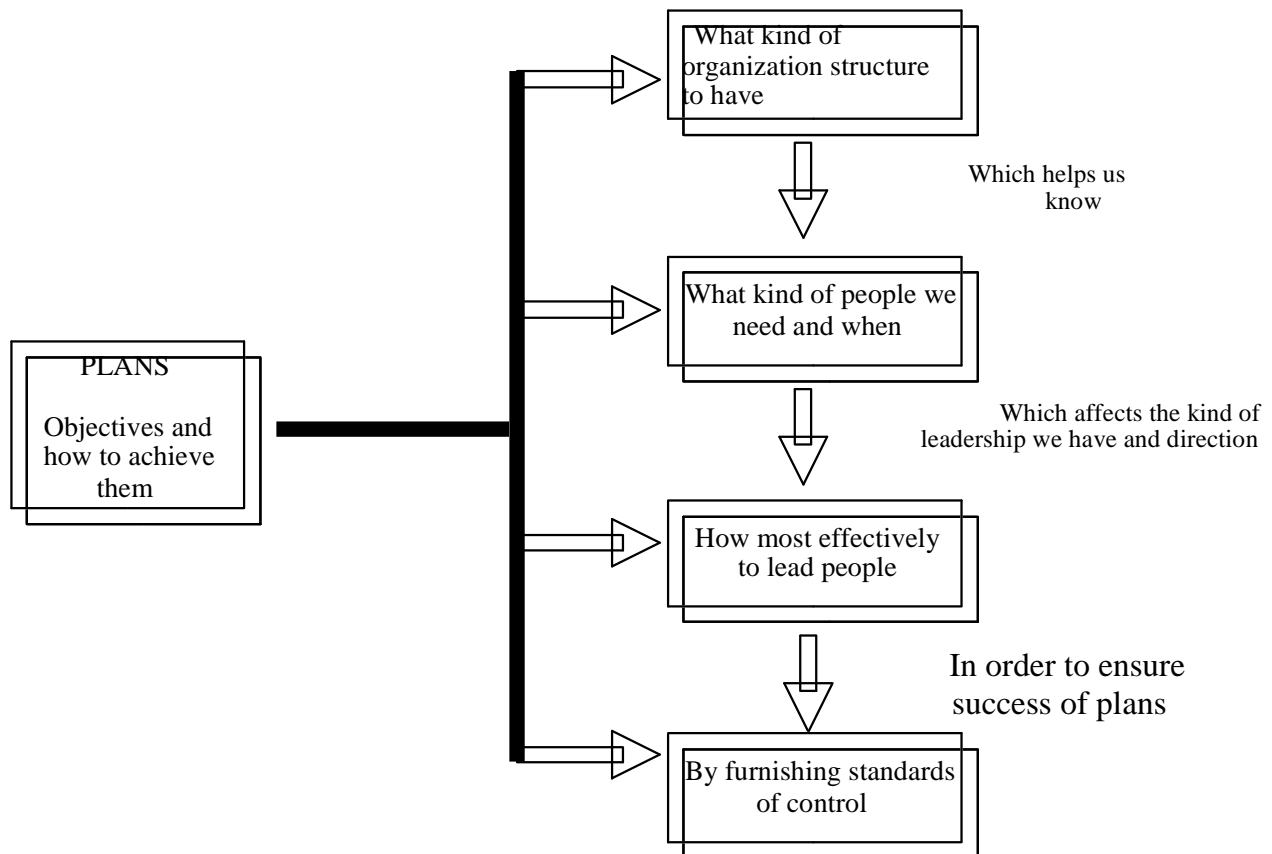 What kind of
organization structure
to have
Which helps us
know
What kind of people we
need and when
PLANS
Objectives and
how to achieve
them
Which affects the kind of
leadership we have and direction
How most effectively
to lead people
In order to ensure
success of plans
By furnishing standards
of control